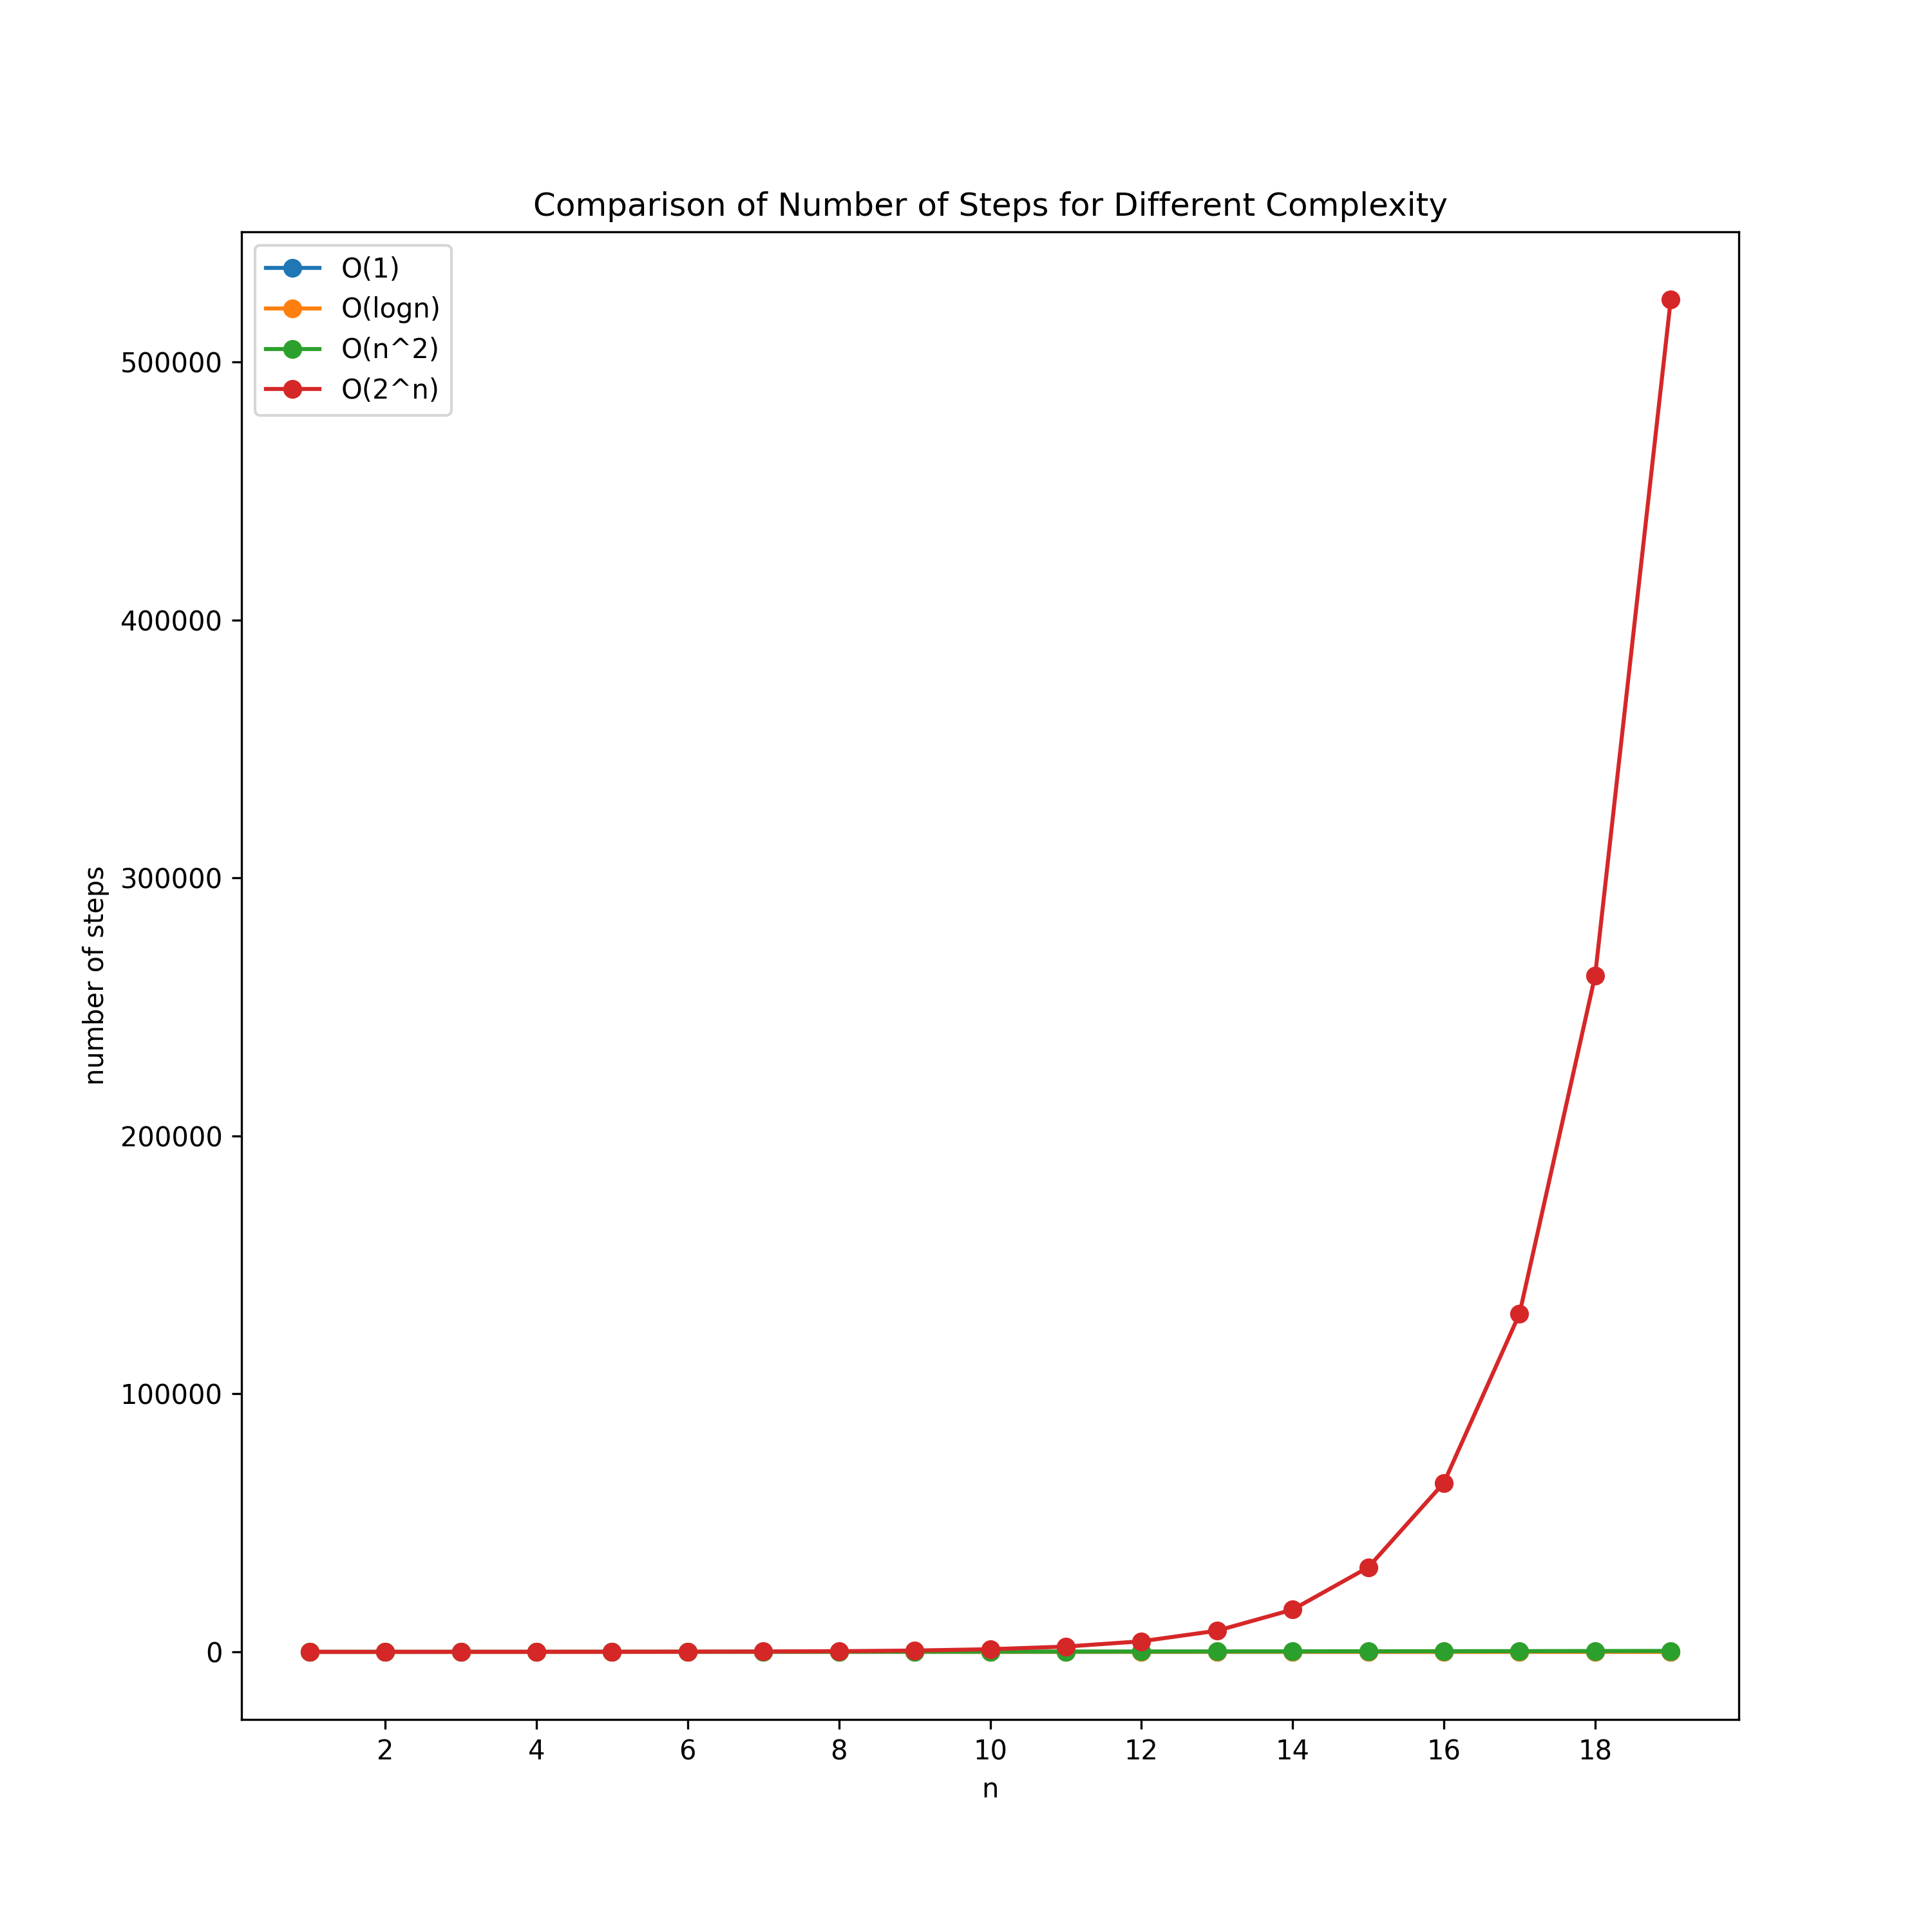 Comparison of Number of Steps for Different Complexity
O(1)
O(logn)
O(n^2)
O(2^n)
500000
400000
300000
200000
100000
0
number of steps
2 4 6 8 10 12 14 16 18
n